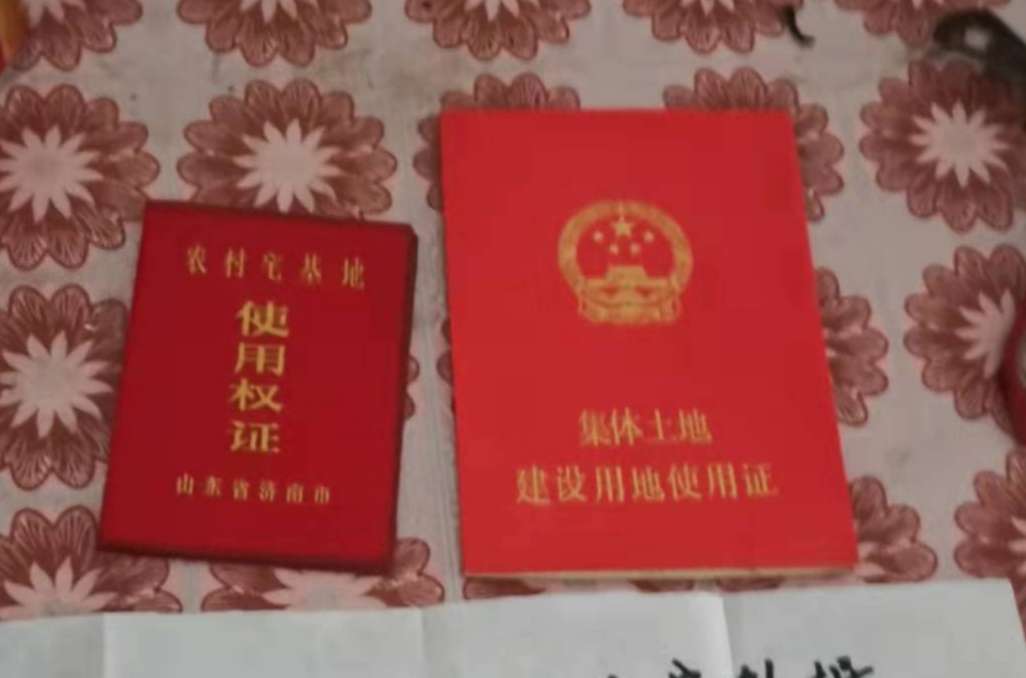 农村宅基地
使用权证
山东省济南市
集体土地
建设用地使用证